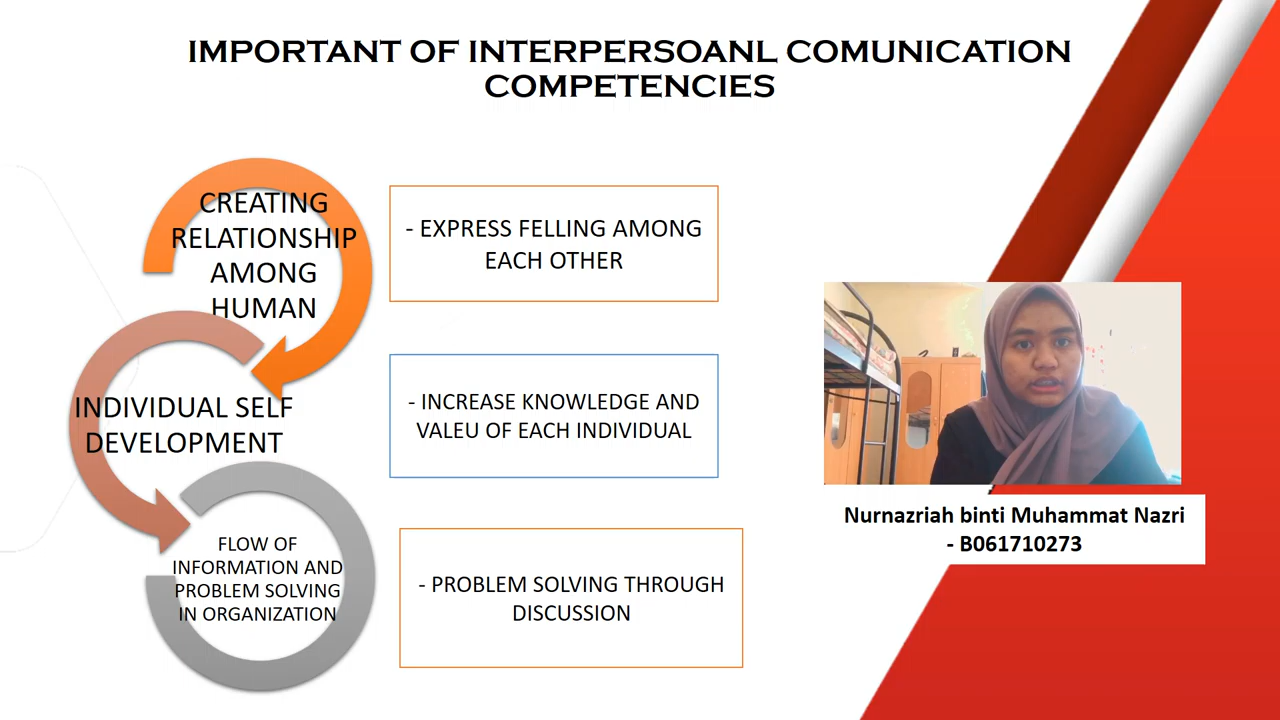 IMPORTANT OF INTERPERSOANL COMUNICATION
COMPETENCIES
CREATING
RELATIONSHIP
AMONG
HUMAN
- EXPRESS FELLING AMONG
EACH OTHER
INDIVIDUAL SELF
DEVELOPMENT
- INCREASE KNOWLEDGE AND
VALEU OF EACH INDIVIDUAL
FLOW OF
INFORMATION AND
PROBLEM SOLVING
IN ORGANIZATION
- PROBLEM SOLVING THROUGH
DISCUSSION
Nurnazriah binti Muhammat Nazri
- B061710273